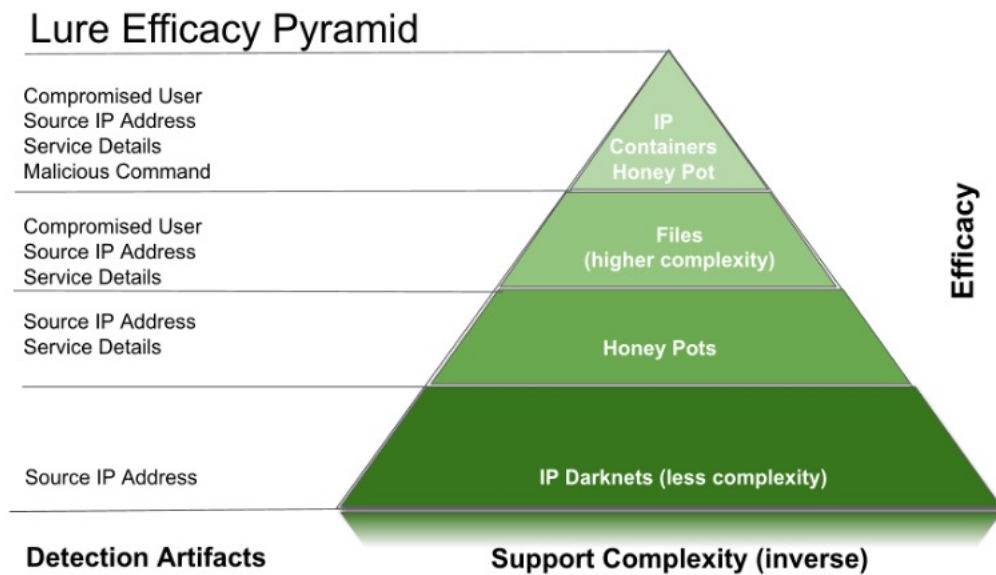 Lure Efficacy Pyramid
Compromised User
Source IP Address
Service Details
Malicious Command
IP
Containers
Honey Pot
Compromised User
Source IP Address
Service Details
Files
(higher complexity)
Source IP Address
Service Details
Honey Pots
Source IP Address
IP Darknets (less complexity)
Efficacy
Detection Artifacts
Support Complexity (inverse)